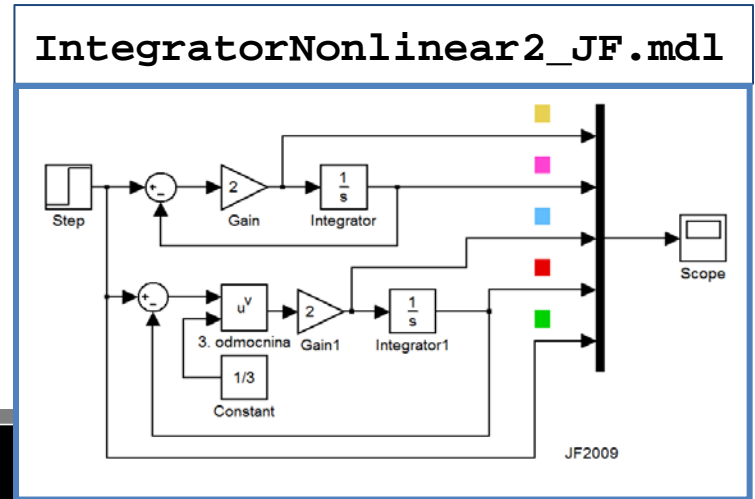 IntegratorNonlinear2_JF.mdl
Step
+
−
2
Gain
1
s
Integrator
Scope
+
−
u^v
3. odmocnina
2
Gain1
1
s
Integrator1
1/3
Constant
JF2009